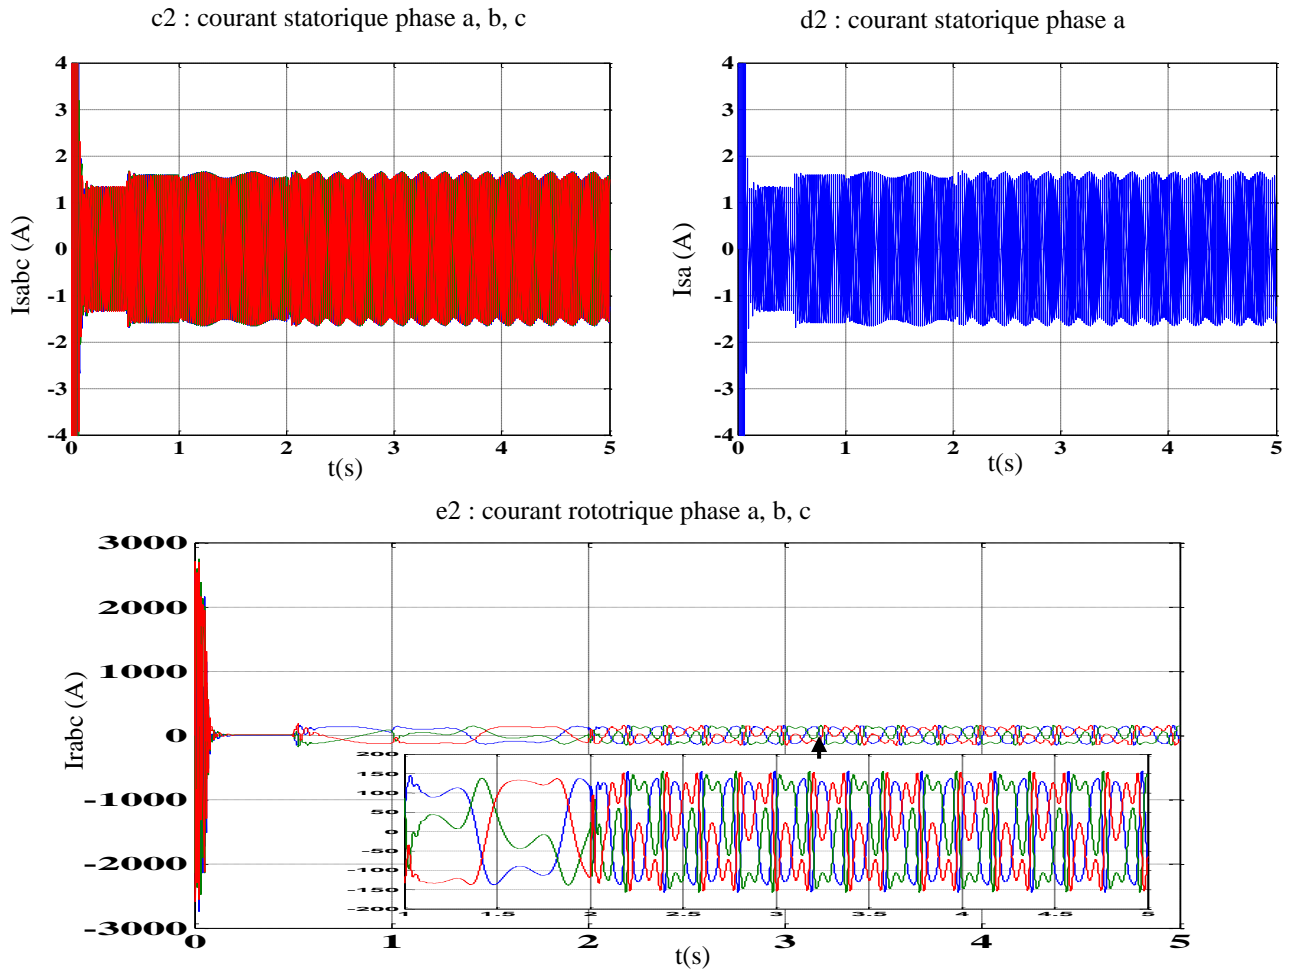 c2 : courant statorique phase a, b, c
d2 : courant statorique phase a
4
3
2
1
0
-1
-2
-3
-4
0 1 2 3 4 5
Isabc (A)
t(s)
4
3
2
1
0
-1
-2
-3
-4
0 1 2 3 4 5
Isa (A)
t(s)
e2 : courant rototrique phase a, b, c
3000
2000
1000
0
-1000
-2000
-3000
0 1 2 3 4 5
Irabc (A)
t(s)
200
150
100
50
0
-50
-100
-150
-200
1 1.5 2 2.5 3 3.5 4 4.5 5